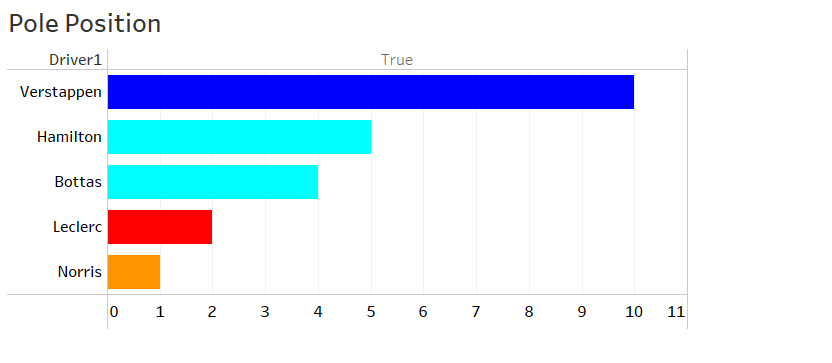 Pole Position
Driver1 True
Verstappen
Hamilton
Bottas
Leclerc
Norris
0 1 2 3 4 5 6 7 8 9 10 11